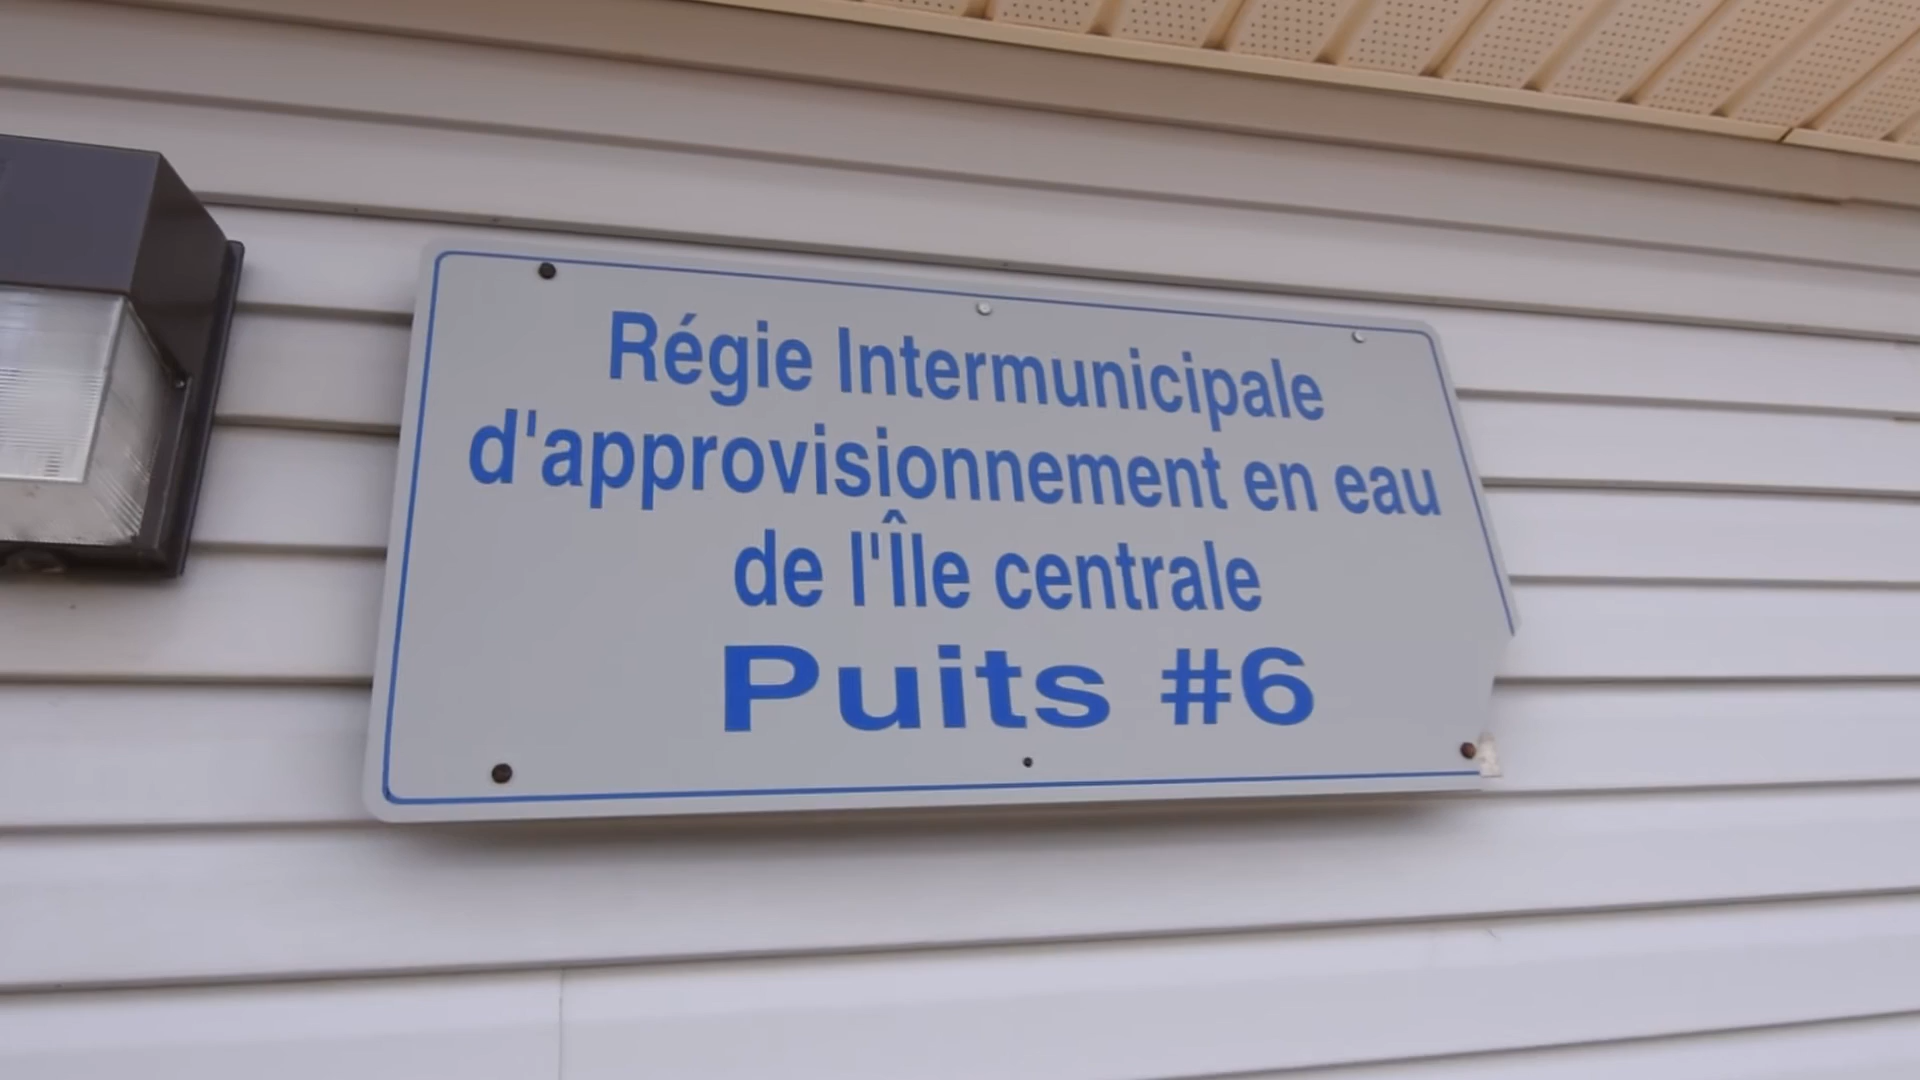 Régie Intermunicipale
d'approvisionnement en eau
de l'Île centrale
Puits #6